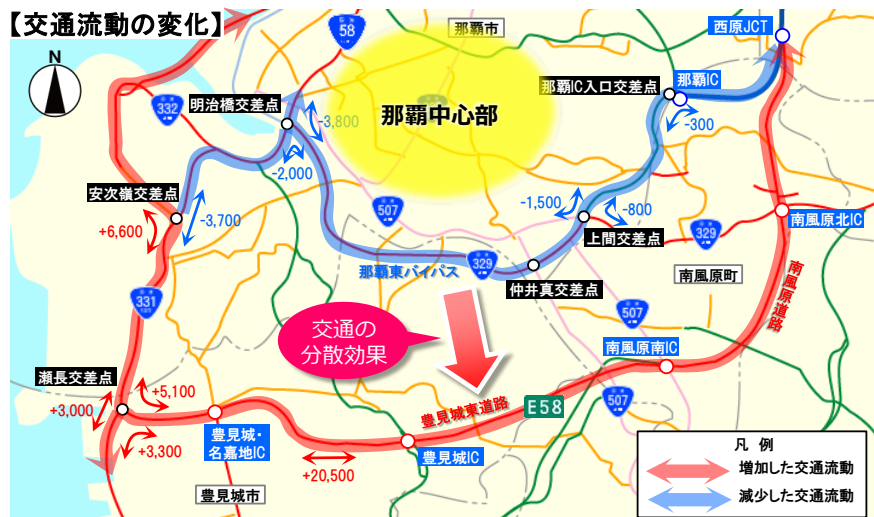 【交通流動の変化】
N
国道
58
那覇市
西原JCT
那覇IC
那覇IC入口交差点
332
明治橋交差点
-3,800
那覇中心部
-300
-2,000
安次嶺交差点
-3,700
507
-1,500
-800
+6,600
上間交差点
329
南風原北IC
那覇東バイパス
329
仲井真交差点
南風原町
南風原道路
331
交通の
分散効果
507
南風原南IC
瀬長交差点
+5,100
+3,000
豊見城東道路
E58
507
+3,300
豊見城・
名嘉地IC
豊見城IC
+20,500
豊見城市
凡 例
増加した交通流動
減少した交通流動